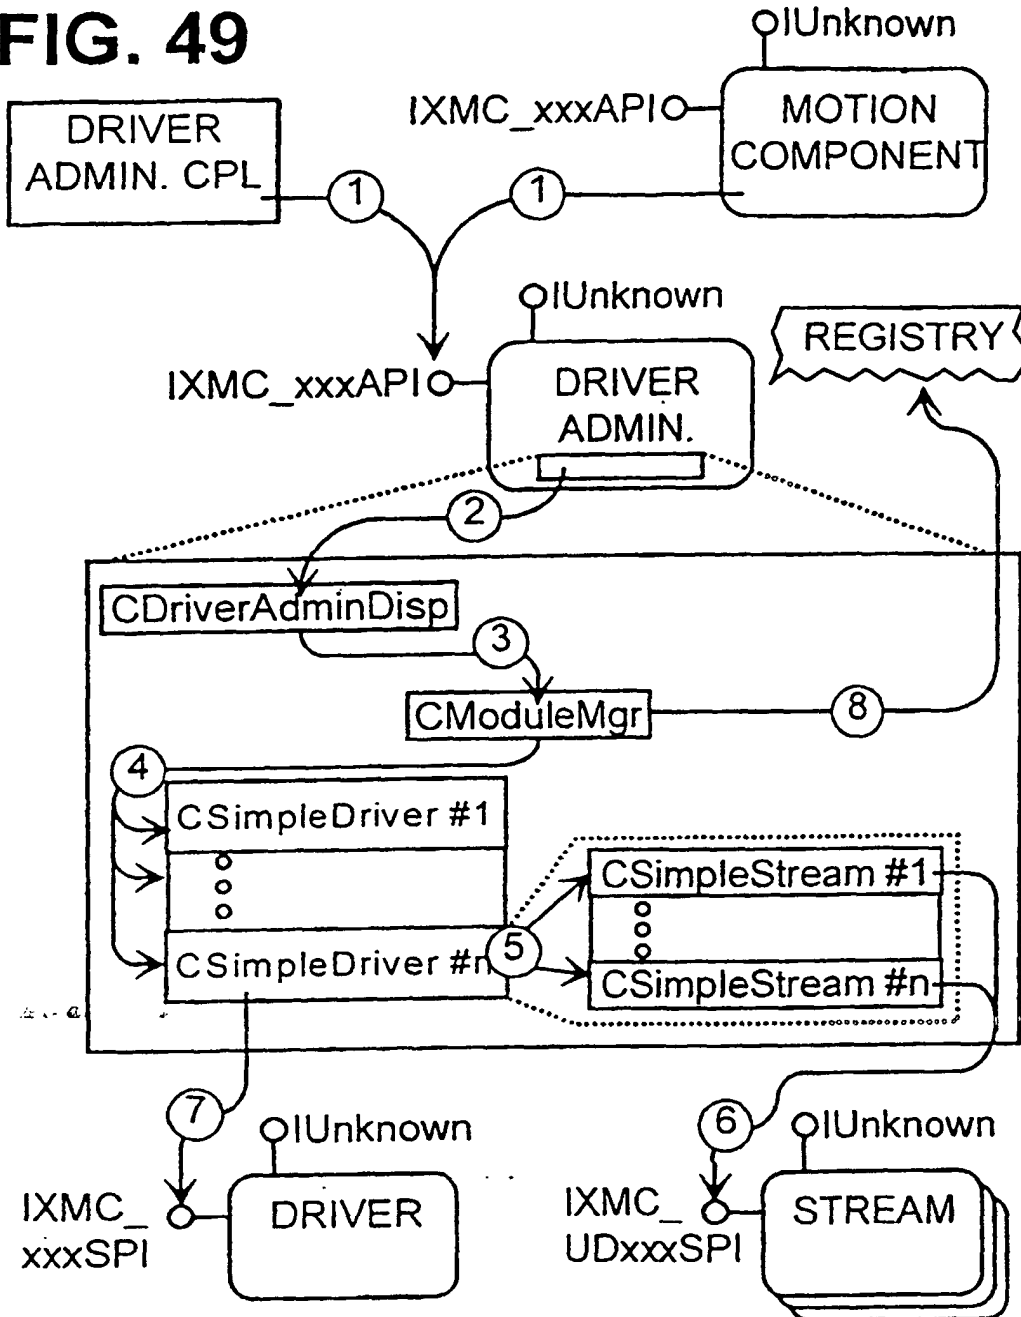 FIG. 49
IUnknown
DRIVER
ADMIN. CPL
IXMC_xxxAPI
MOTION
COMPONENT
1
1
IUnknown
REGISTRY
IXMC_xxxAPI
DRIVER
ADMIN.
2
CDriverAdminDisp
3
CModuleMgr
8
4
CSimpleDriver #1
CSimpleStream #1
5
CSimpleDriver #n
CSimpleStream #n
7
6
IUnknown
IUnknown
IXMC_
xxxSPI
DRIVER
IXMC_
UDxxxSPI
STREAM